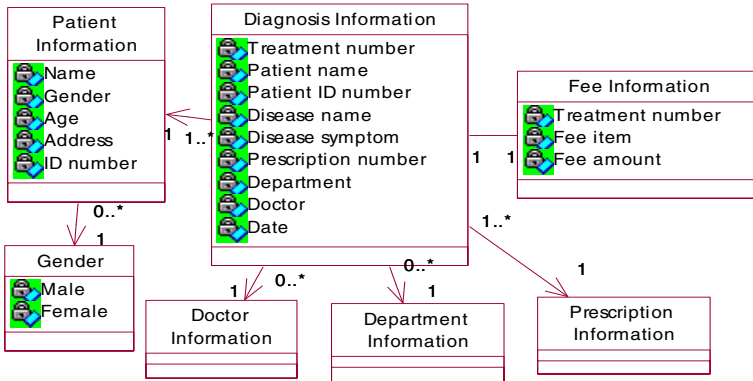 Patient
Information
Name
Gender
Age
Address
ID number
Diagnosis Information
Treatment number
Patient name
Patient ID number
Disease name
Disease symptom
Prescription number
Department
Doctor
Date
Fee Information
Treatment number
Fee item
Fee amount
1
1..*
1
1
0..*
1
Gender
Male
Female
1
0..*
Doctor
Information
0..*
1
Department
Information
1..*
1
Prescription
Information